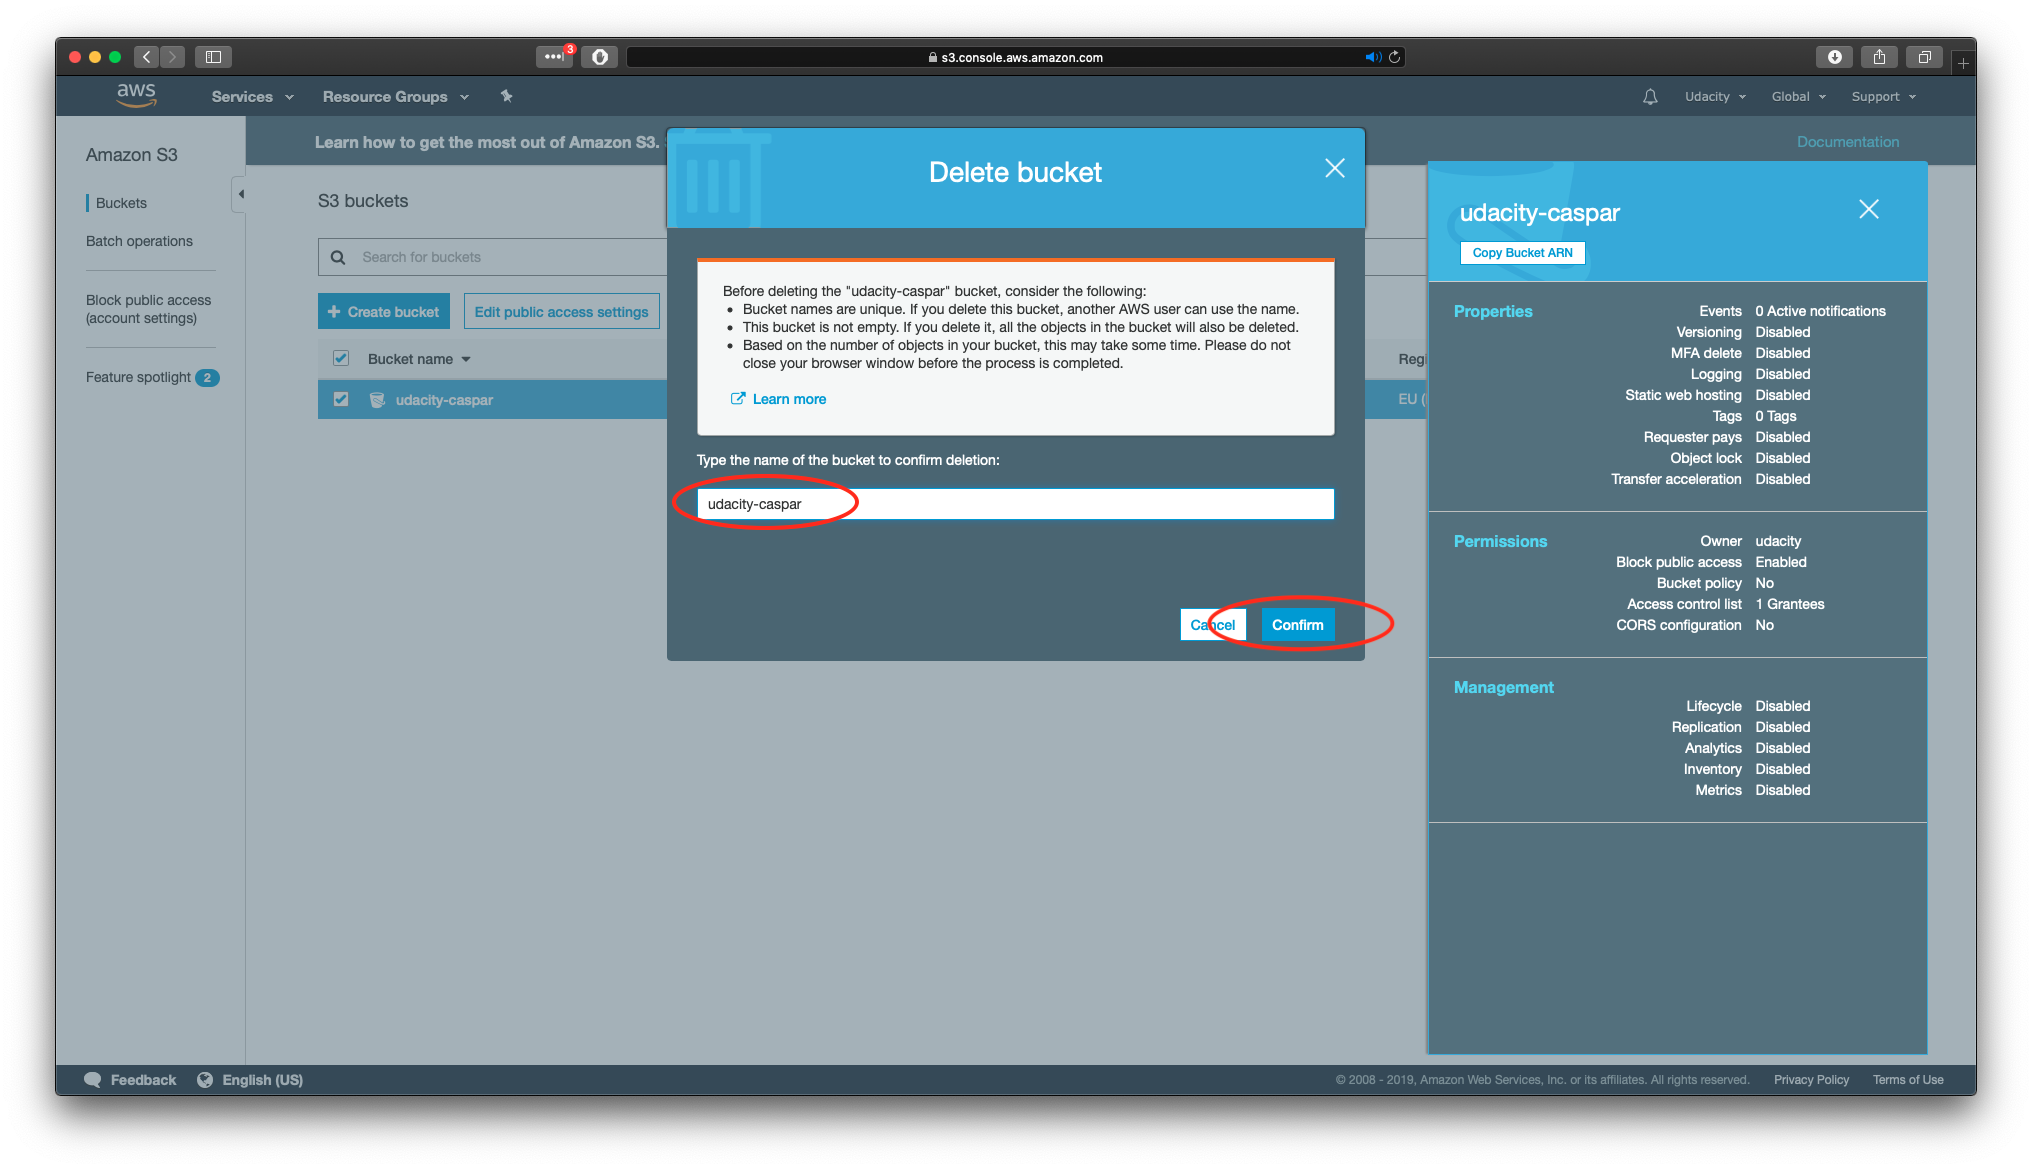 3
s3.console.aws.amazon.com
aws
Services
Resource Groups
Udacity
Global
Support
Amazon S3
Buckets
Batch operations
Block public access
(account settings)
Feature spotlight 2
Learn how to get the most out of Amazon S3.
Documentation
S3 buckets
Search for buckets
+ Create bucket
Edit public access settings
Bucket name
Regi
udacity-caspar
EU (
Delete bucket
Before deleting the "udacity-caspar" bucket, consider the following:
• Bucket names are unique. If you delete this bucket, another AWS user can use the name.
• This bucket is not empty. If you delete it, all the objects in the bucket will also be deleted.
• Based on the number of objects in your bucket, this may take some time. Please do not
close your browser window before the process is completed.
Learn more
Type the name of the bucket to confirm deletion:
udacity-caspar
Cancel
Confirm
udacity-caspar
Copy Bucket ARN
Properties
Events 0 Active notifications
Versioning Disabled
MFA delete Disabled
Logging Disabled
Static web hosting Disabled
Tags 0 Tags
Requester pays Disabled
Object lock Disabled
Transfer acceleration Disabled
Permissions
Owner udacity
Block public access Enabled
Bucket policy No
Access control list 1 Grantees
CORS configuration No
Management
Lifecycle Disabled
Replication Disabled
Analytics Disabled
Inventory Disabled
Metrics Disabled
Feedback
English (US)
© 2008 - 2019, Amazon Web Services, Inc. or its affiliates. All rights reserved.
Privacy Policy
Terms of Use